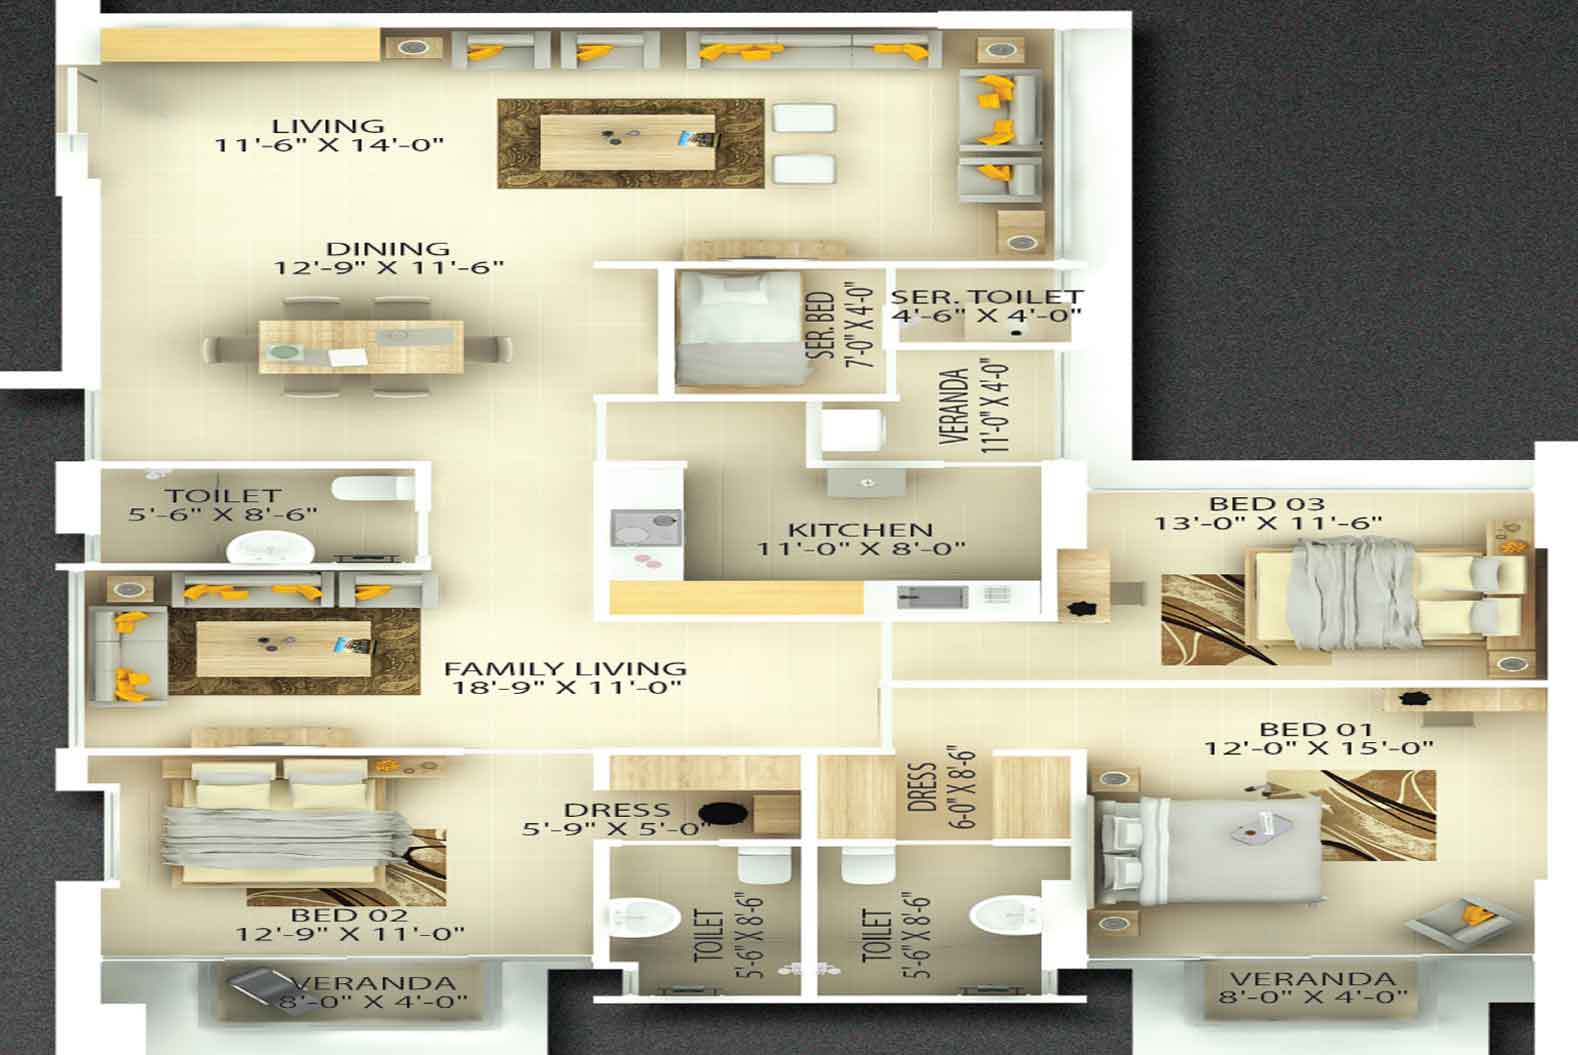 LIVING
11'-6" X 14'-0"
DINING
12'-9" X 11'-6"
SER. BED
7'-0" X 4'-0"
SER. TOILET
4'-6" X 4'-0"
VERANDA
11'-0" X 4'-0"
TOILET
5'-6" X 8'-6"
KITCHEN
11'-0" X 8'-0"
BED 03
13'-0" X 11'-6"
FAMILY LIVING
18'-9" X 11'-0"
BED 01
12'-0" X 15'-0"
DRESS
5'-9" X 5'-0"
DRESS
6-0" X 8'-6"
BED 02
12'-9" X 11'-0"
TOILET
5'-6" X 8'-6"
TOILET
5'-6" X 8'-6"
VERANDA
8'-0" X 4'-0"
VERANDA
8'-0" X 4'-0"